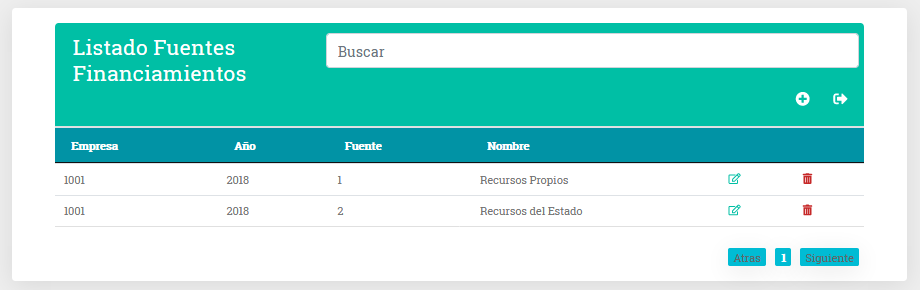 Listado Fuentes
Financiamientos
Buscar
Empresa Año Fuente Nombre
1001 2018 1 Recursos Propios
1001 2018 2 Recursos del Estado
Atras 1 Siguiente